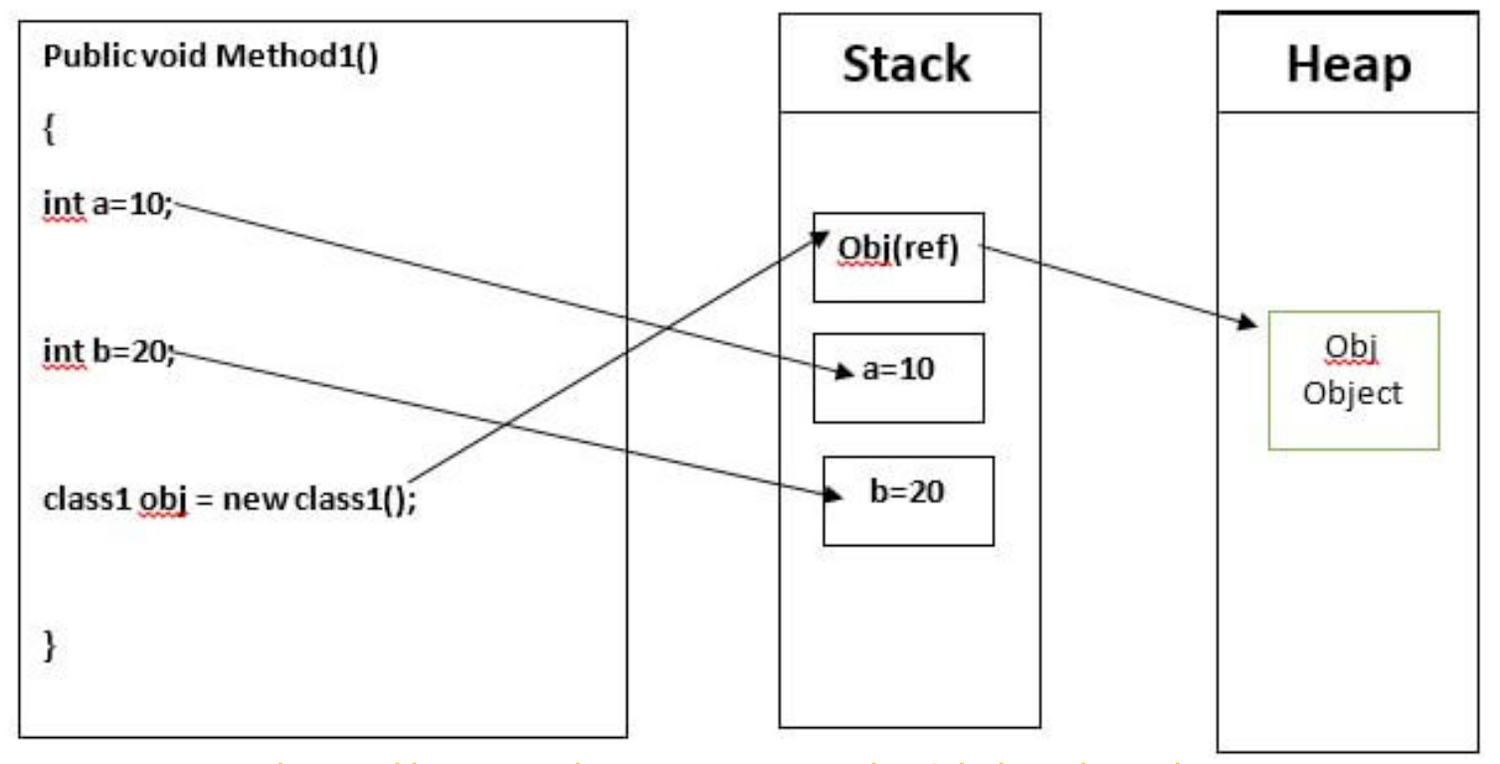 Public void Method1()
{
int a=10;
int b=20;
class1 obj = new class1();
}
Stack
Obj(ref)
a=10
b=20
Heap
Obj
Object